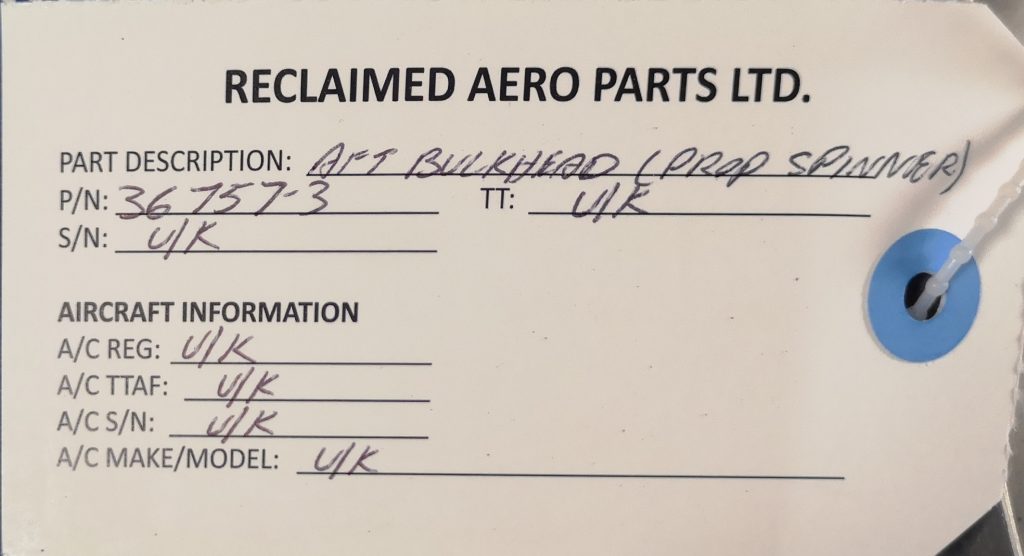 RECLAIMED AERO PARTS LTD.
PART DESCRIPTION: AFT BULKHEAD (PROP SPINNER)
P/N: 36757-3 TT: U/K
S/N: U/K
AIRCRAFT INFORMATION
A/C REG: U/K
A/C TTAF: U/K
A/C S/N: U/K
A/C MAKE/MODEL: U/K